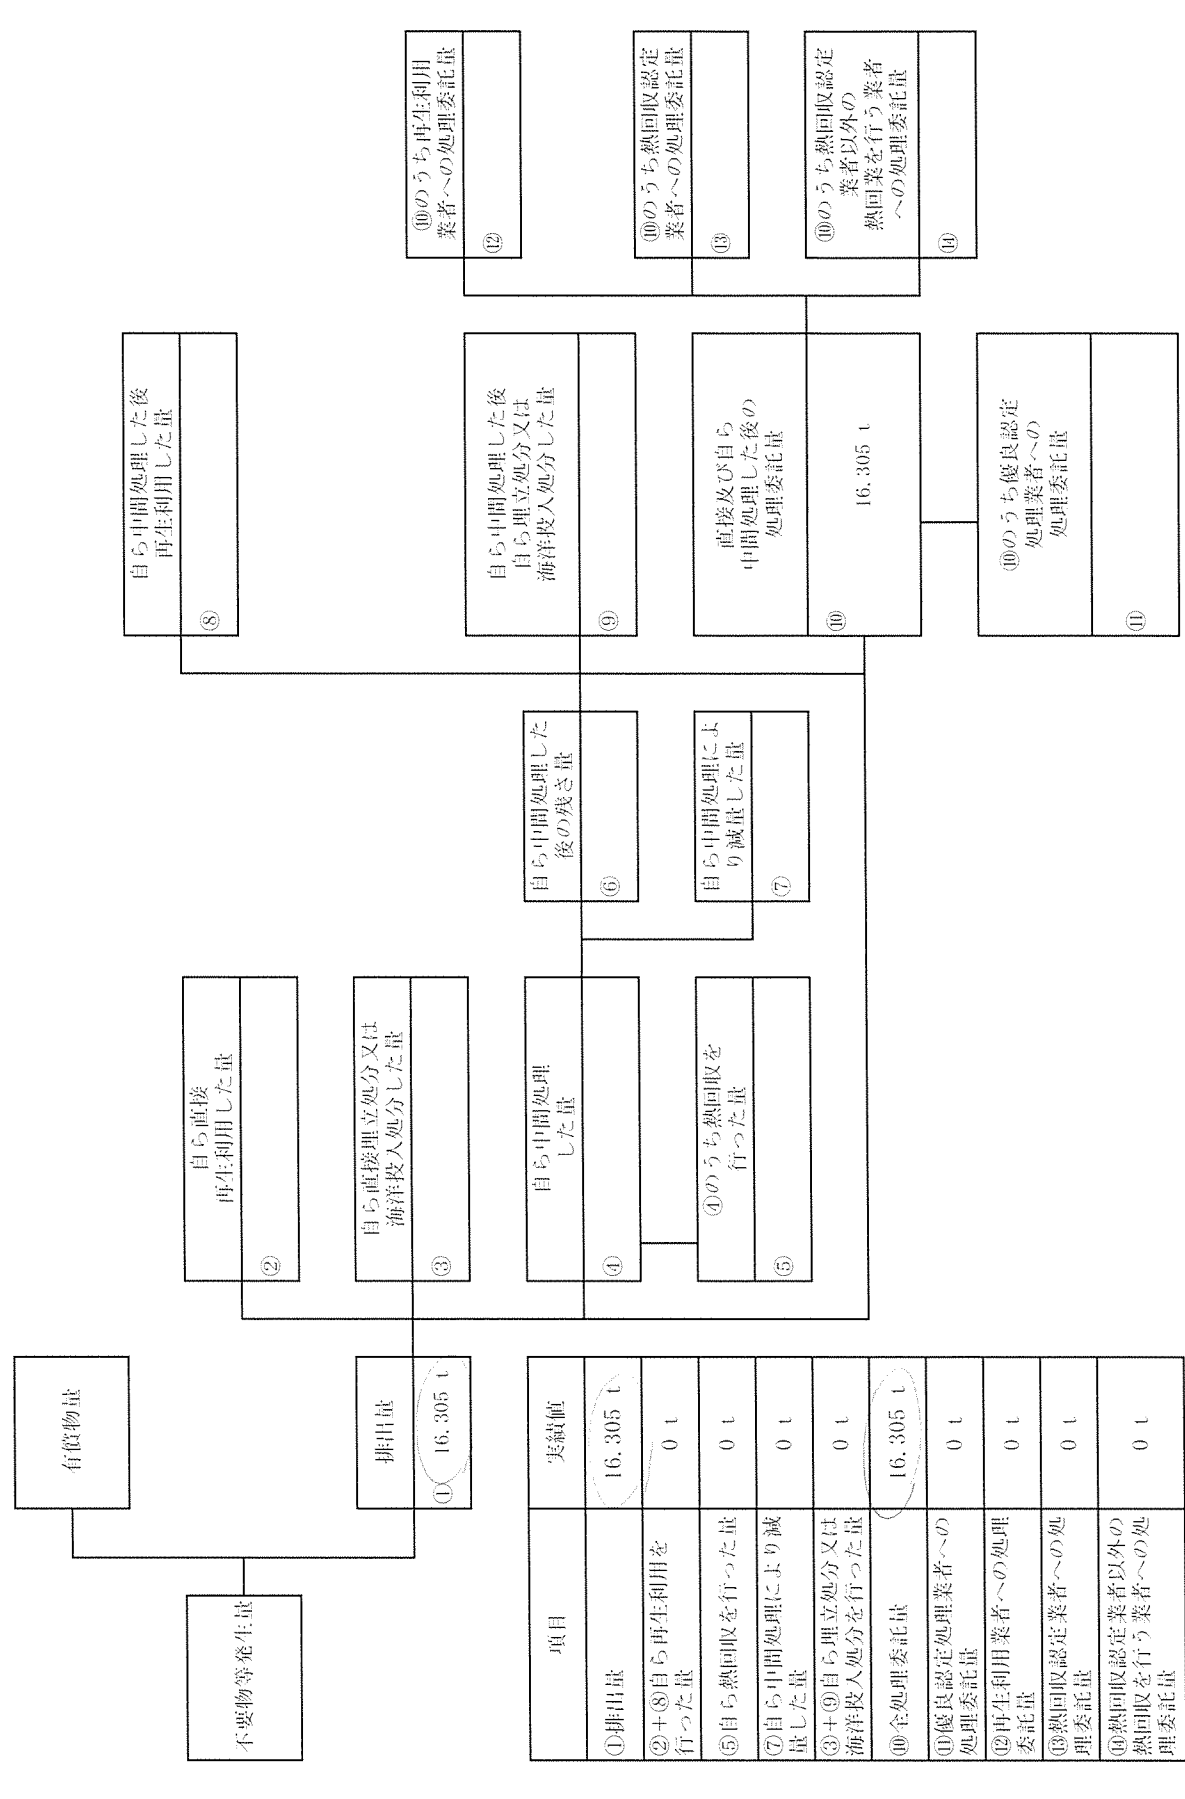 有償物量
不要物等発生量
排出量
① 16.305 t
自ら直接
再生利用した量
②
自ら直接埋立処分又は
海洋投入処分した量
③
自ら中間処理
した量
④
④のうち熱回収を
行った量
⑤
自ら中間処理した
後の残さ量
⑥
自ら中間処理によ
り減量した量
⑦
自ら中間処理した後
再生利用した量
⑧
自ら中間処理した後
自ら埋立処分又は
海洋投入処分した量
⑨
直接及び自ら
中間処理した後の
処理委託量
⑩
16.305 t
⑩のうち優良認定
処理業者への
処理委託量
⑪
⑩のうち再生利用
業者への処理委託量
⑫
⑩のうち熱回収認定
業者への処理委託量
⑬
⑩のうち熱回収認定
業者以外の
熱回業を行う業者
への処理委託量
⑭
項目 実績値
①排出量 16.305 t
②+⑧自ら再生利用を
行った量 0 t
⑤自ら熱回収を行った量 0 t
⑦自ら中間処理により減
量した量 0 t
③+⑨自ら埋立処分又は
海洋投入処分を行った量 0 t
⑩全処理委託量 16.305 t
⑪優良認定処理業者への
処理委託量 0 t
⑫再生利用業者への処理
委託量 0 t
⑬熱回収認定業者への処
理委託量 0 t
⑭熱回収認定業者以外の
熱回収を行う業者への処
理委託量 0 t